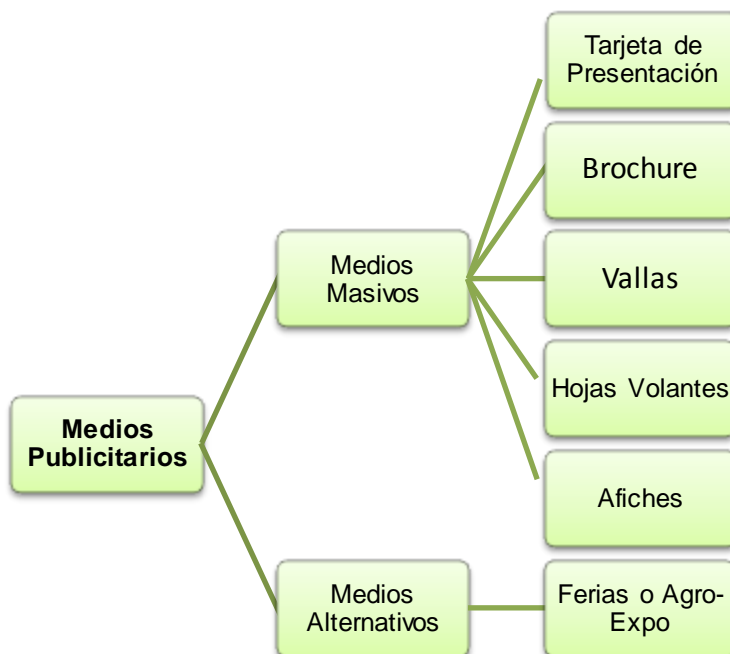 Tarjeta de
Presentación
Brochure
Medios
Masivos
Vallas
Hojas Volantes
Medios
Publicitarios
Afiches
Medios
Alternativos
Ferias o Agro-
Expo